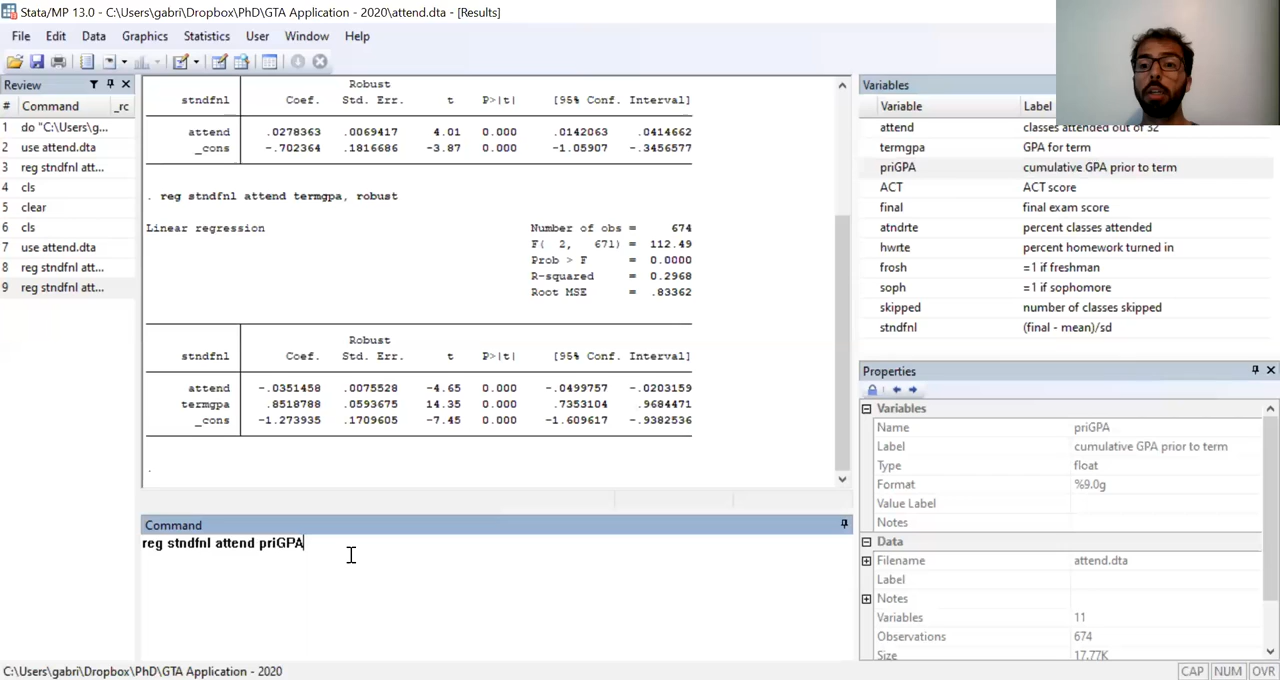 Stata/MP 13.0 - C:\Users\gabri\Dropbox\PhD\GTA Application - 2020\attend.dta - [Results]
File Edit Data Graphics Statistics User Window Help
Review
# Command _rc
1 do "C:\Users\g...
2 use attend.dta
3 reg stndfnl att...
4 cls
5 clear
6 cls
7 use attend.dta
8 reg stndfnl att...
9 reg stndfnl att...
Robust
stndfnl Coef. Std. Err. t P>|t| [95% Conf. Interval]
attend .0278363 .0069417 4.01 0.000 .0142063 .0414662
_cons -.702364 .1816686 -3.87 0.000 -1.05907 -.3456577
. reg stndfnl attend termgpa, robust
Linear regression Number of obs = 674
F( 2, 671) = 112.49
Prob > F = 0.0000
R-squared = 0.2968
Root MSE = .83362
Robust
stndfnl Coef. Std. Err. t P>|t| [95% Conf. Interval]
attend -.0351458 .0075528 -4.65 0.000 -.0499757 -.0203159
termgpa .8518788 .0593675 14.35 0.000 .7353104 .9684471
_cons -1.273935 .1709605 -7.45 0.000 -1.609617 -.9382536
.
Command
reg stndfnl attend priGPA
Variables
Variable Label
attend classes attended out of 32
termgpa GPA for term
priGPA cumulative GPA prior to term
ACT ACT score
final final exam score
atndrte percent classes attended
hwrte percent homework turned in
frosh =1 if freshman
soph =1 if sophomore
skipped number of classes skipped
stndfnl (final - mean)/sd
Properties
Variables
Name priGPA
Label cumulative GPA prior to term
Type float
Format %9.0g
Value Label
Notes
Data
Filename attend.dta
Label
Notes
Variables 11
Observations 674
Size 17.77K
C:\Users\gabri\Dropbox\PhD\GTA Application - 2020
CAP NUM OVR